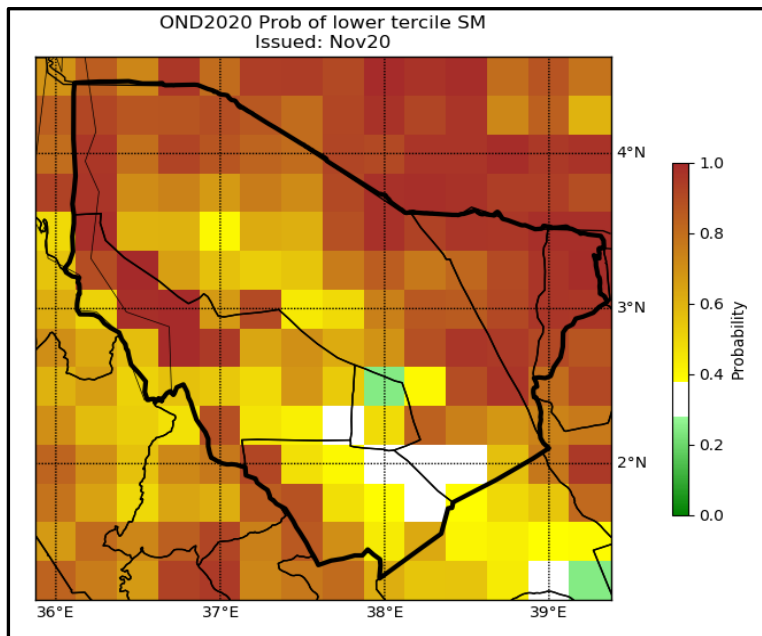 OND2020 Prob of lower tercile SM
Issued: Nov20
4°N
3°N
2°N
36°E
37°E
38°E
39°E
1.0
0.8
0.6
0.4
0.2
0.0
Probability